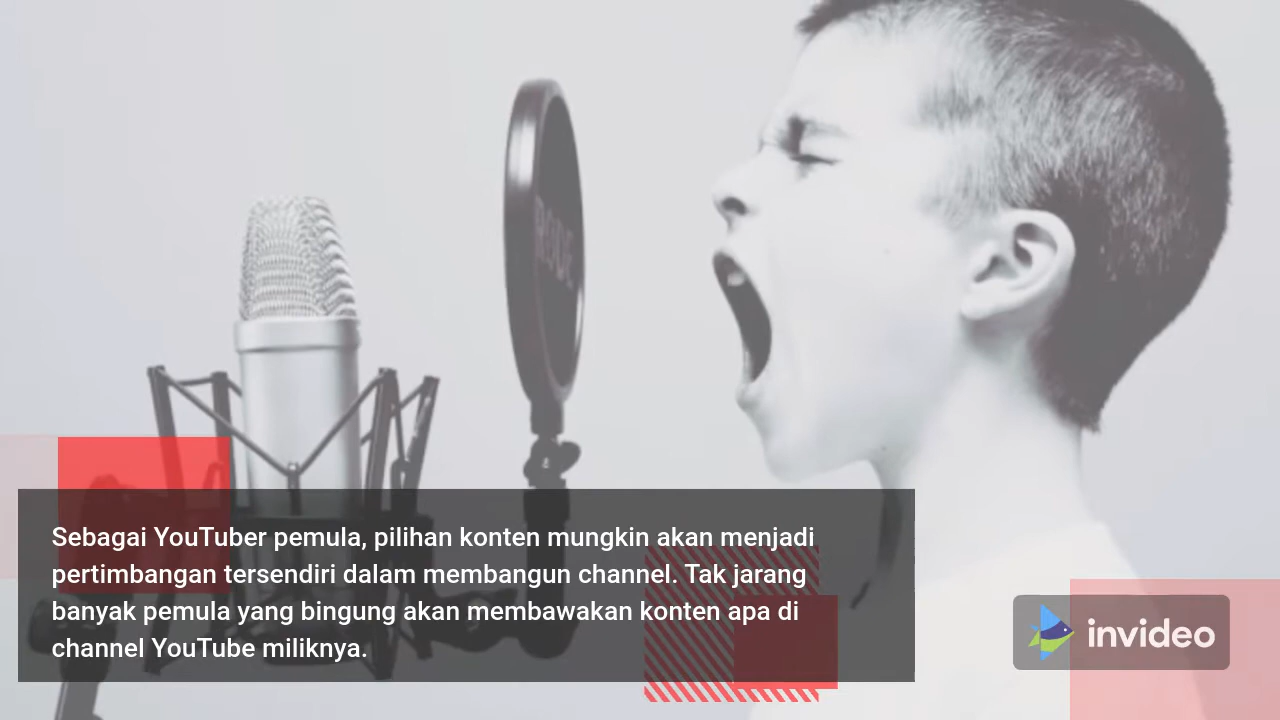 RØDE
Sebagai YouTuber pemula, pilihan konten mungkin akan menjadi
pertimbangan tersendiri dalam membangun channel. Tak jarang
banyak pemula yang bingung akan membawakan konten apa di
channel YouTube miliknya.
invideo